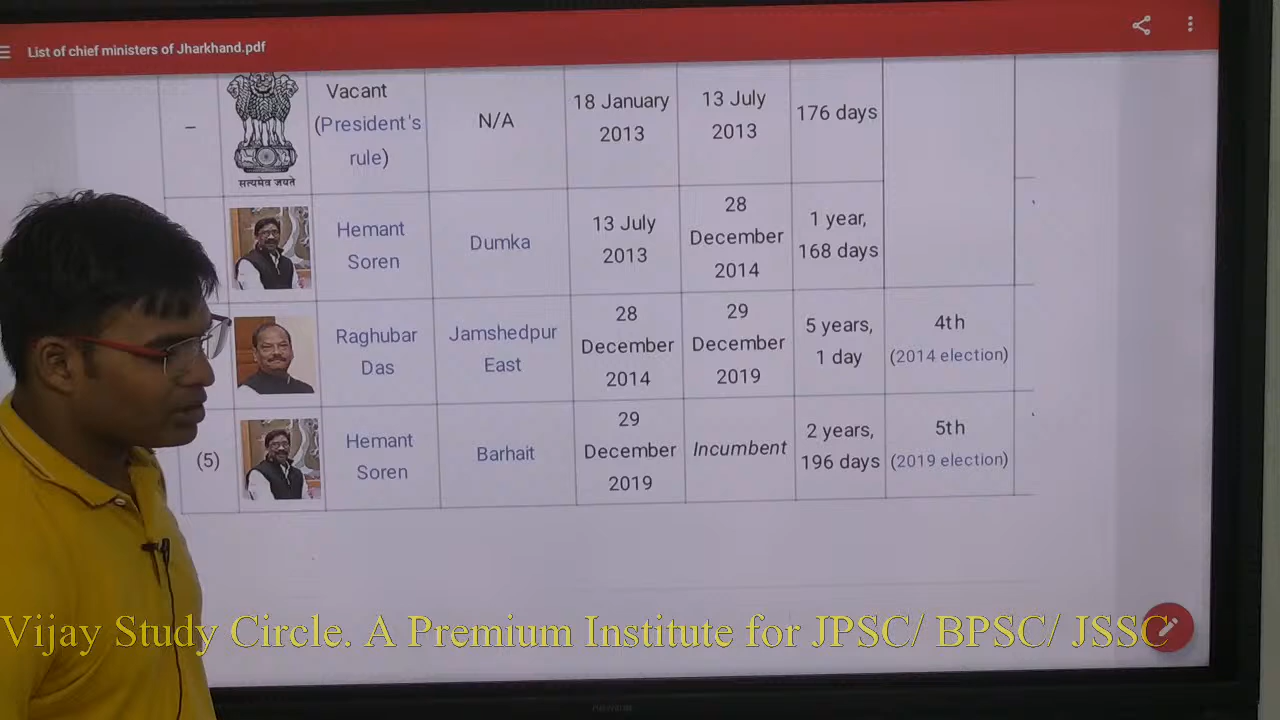 List of chief ministers of Jharkhand.pdf
–
सत्यमेव जयते
Vacant
(President's
rule)
N/A
18 January
2013
13 July
2013
176 days
Hemant
Soren
Dumka
13 July
2013
28
December
2014
1 year,
168 days
Raghubar
Das
Jamshedpur
East
28
December
2014
29
December
2019
5 years,
1 day
4th
(2014 election)
(5)
Hemant
Soren
Barhait
29
December
2019
Incumbent
2 years,
196 days
5th
(2019 election)
Vijay Study Circle. A Premium Institute for JPSC/ BPSC/ JSSC